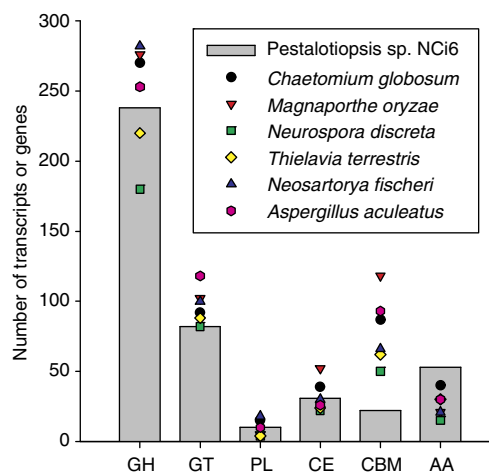 300
250
200
150
100
50
0
Number of transcripts or genes
Pestalotiopsis sp. NCi6
Chaetomium globosum
Magnaporthe oryzae
Neurospora discreta
Thielavia terrestris
Neosartorya fischeri
Aspergillus aculeatus
GH GT PL CE CBM AA